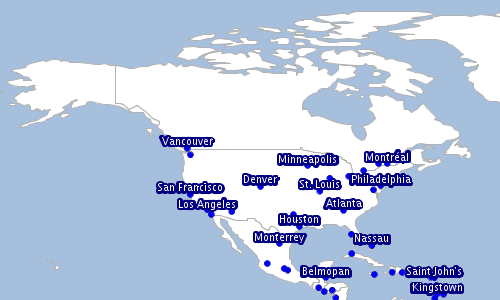 Vancouver
Minneapolis
Montréal
San Francisco
Denver
St. Louis
Philadelphia
Los Angeles
Atlanta
Houston
Monterrey
Nassau
Belmopan
Saint John's
Kingstown